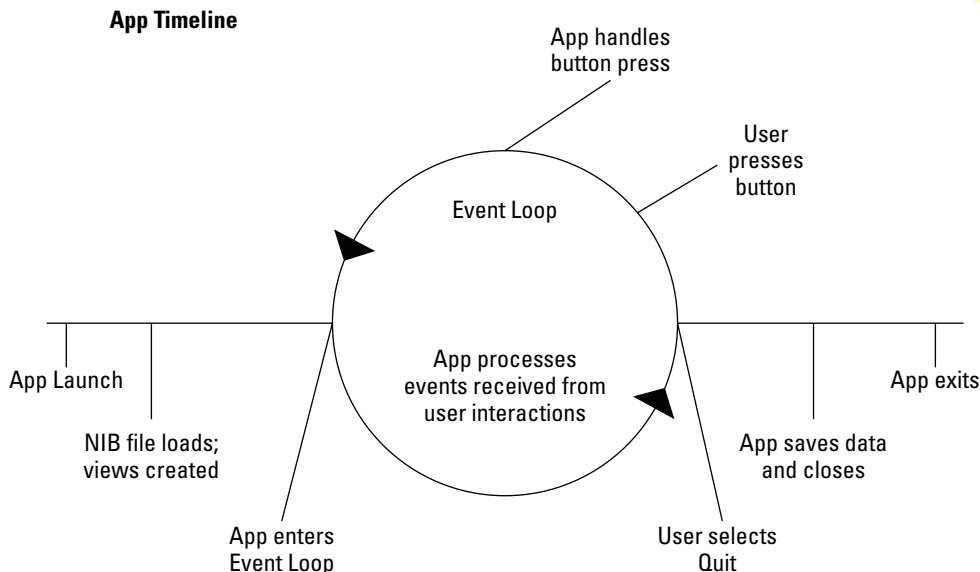 App Timeline
App handles
button press
User
presses
button
Event Loop
App processes
events received from
user interactions
App Launch
App exits
NIB file loads;
views created
App saves data
and closes
App enters
Event Loop
User selects
Quit